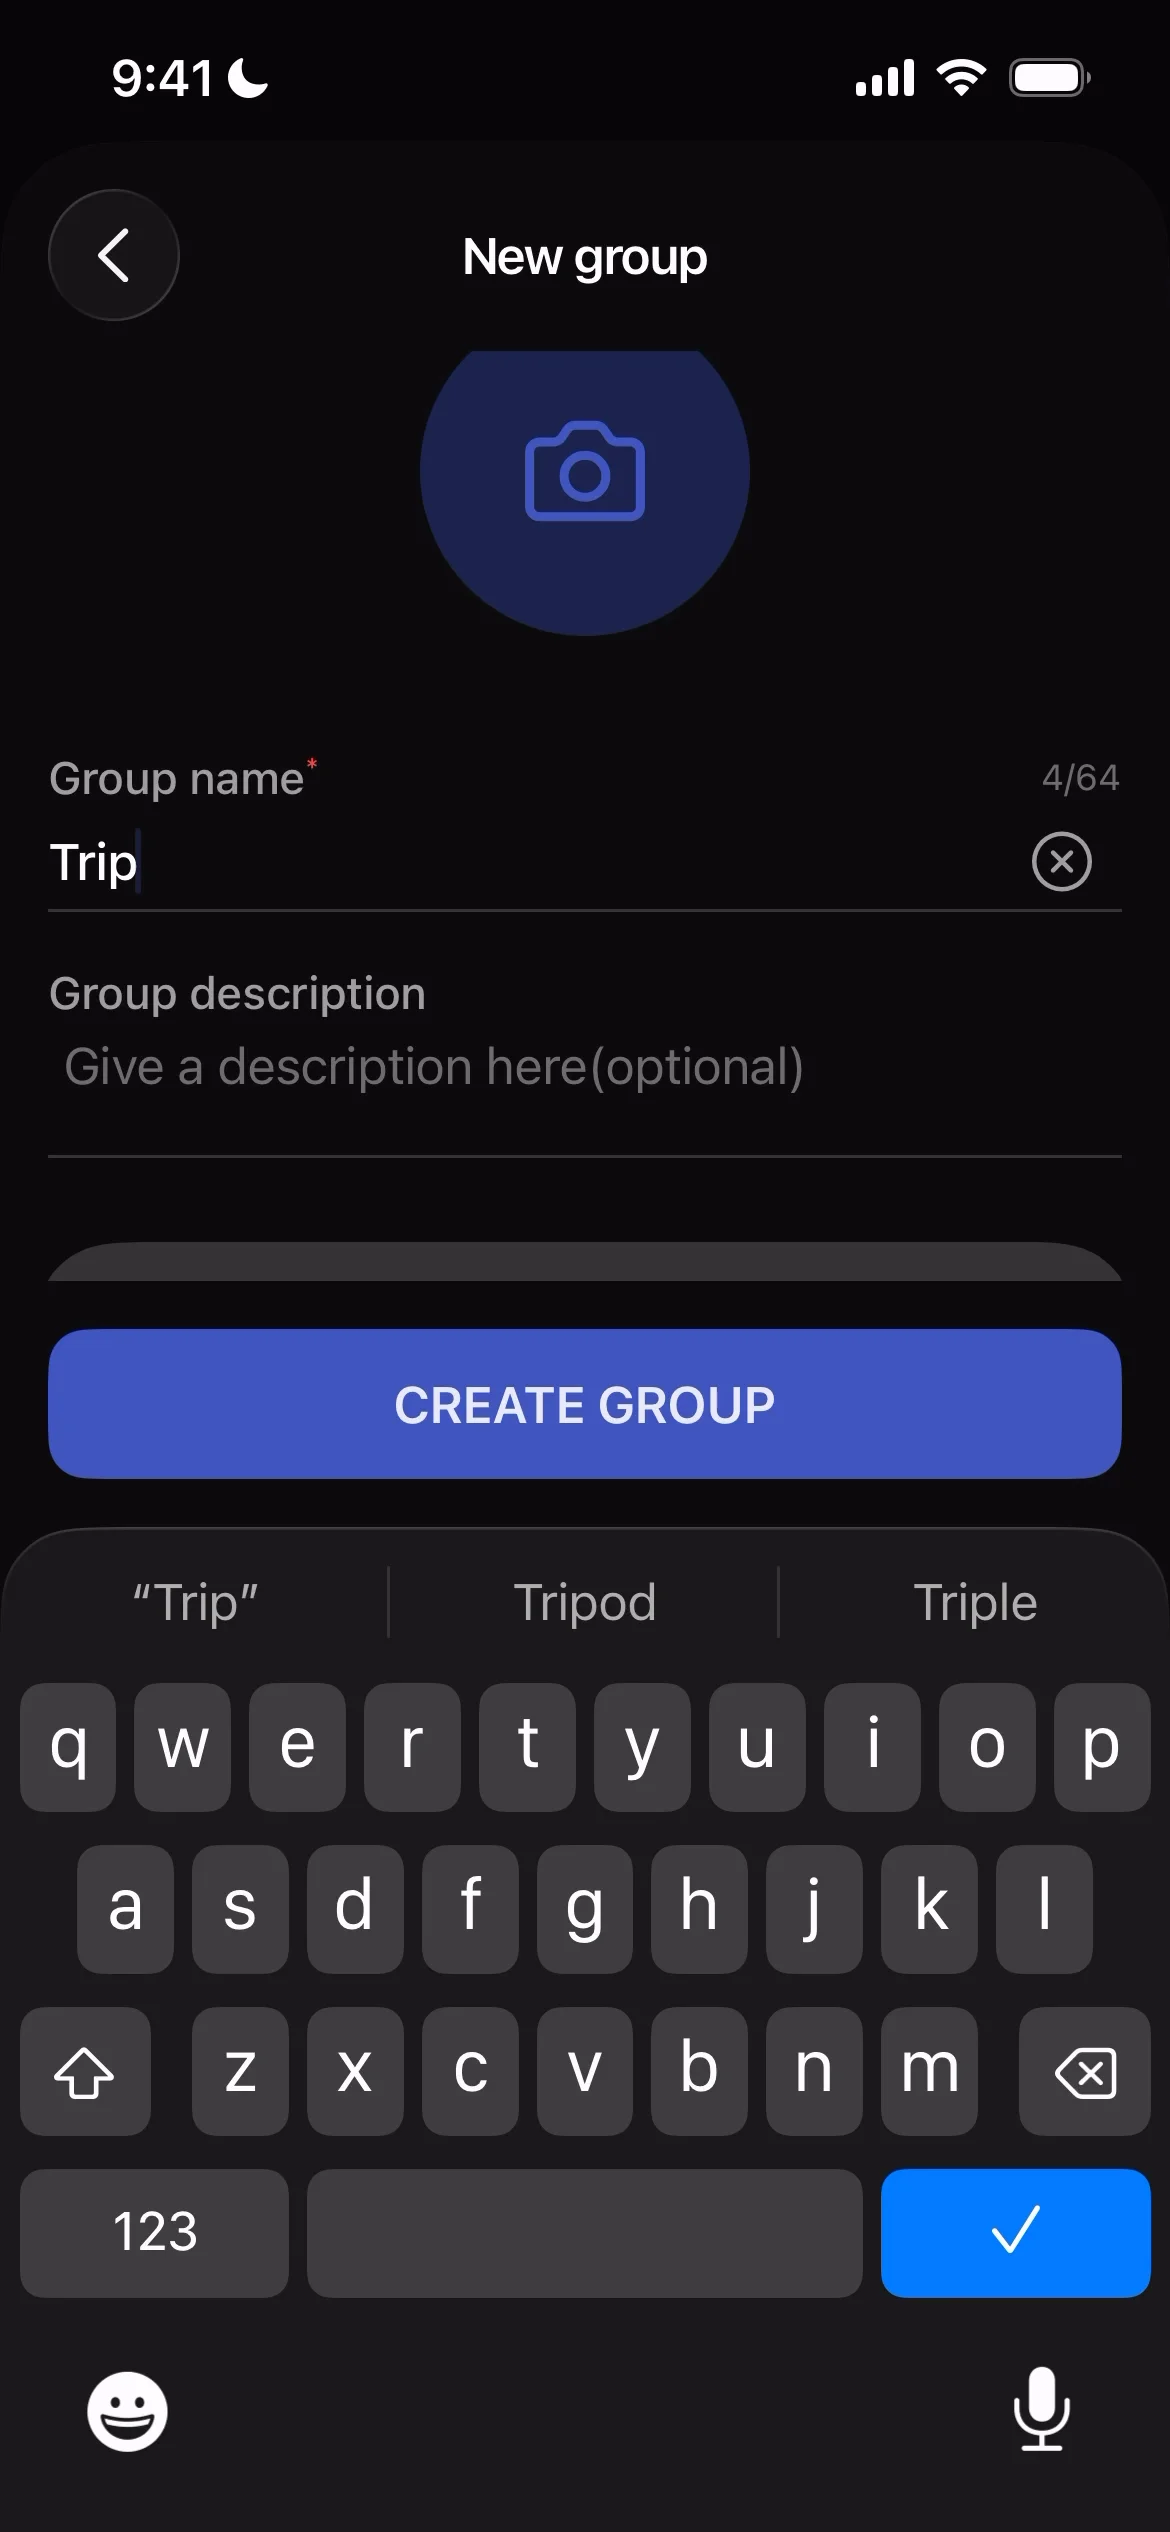 9:41
New group
Group name*
4/64
Trip
Group description
Give a description here(optional)
CREATE GROUP
“Trip” Tripod Triple
q w e r t y u i o p
a s d f g h j k l
z x c v b n m
123